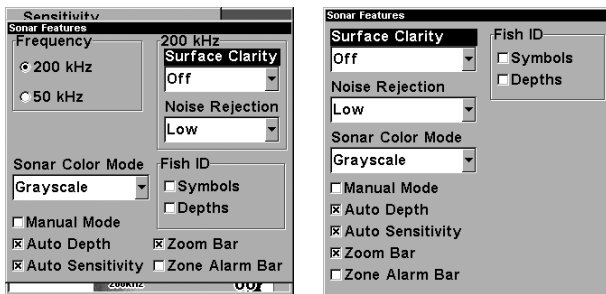 Sensitivity
Sonar Features
Frequency
200 kHz
50 kHz
200 kHz
Surface Clarity
Off
Noise Rejection
Low
Sonar Color Mode
Grayscale
Fish ID
Symbols
Depths
Manual Mode
Auto Depth
Zoom Bar
Auto Sensitivity
Zone Alarm Bar
200kHz
Sonar Features
Surface Clarity
Off
Noise Rejection
Low
Sonar Color Mode
Grayscale
Fish ID
Symbols
Depths
Manual Mode
Auto Depth
Auto Sensitivity
Zoom Bar
Zone Alarm Bar